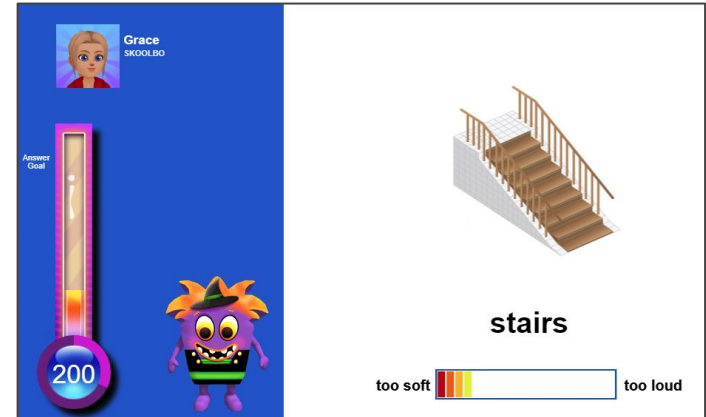 Grace
SKOOLBO
Answer
Goal
200
stairs
too soft
too loud